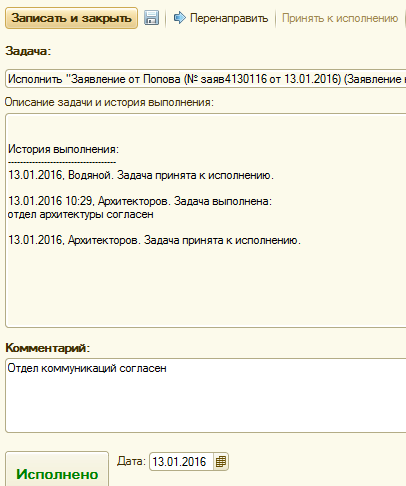 Записать и закрыть Перенаправить Принять к исполнению
Задача:
Исполнить "Заявление от Попова (№ заяв4130116 от 13.01.2016) (Заявление
Описание задачи и история выполнения:
История выполнения:
------------------------------------
13.01.2016, Водяной. Задача принята к исполнению.
13.01.2016 10:29, Архитекторов. Задача выполнена:
отдел архитектуры согласен
13.01.2016, Архитекторов. Задача принята к исполнению.
Комментарий:
Отдел коммуникаций согласен
Исполнено Дата: 13.01.2016